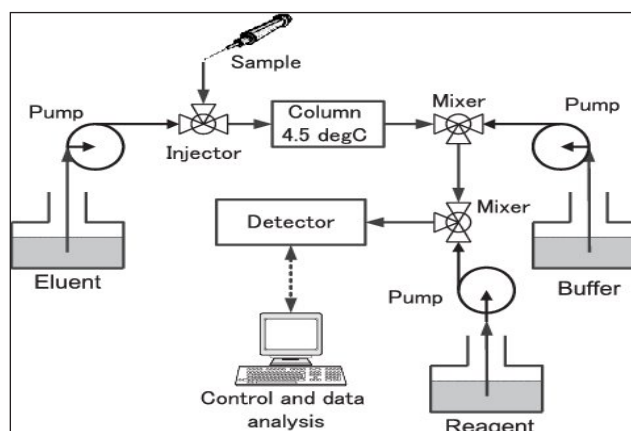 Sample
Pump
Injector
Column
4.5 degC
Mixer
Pump
Detector
Mixer
Eluent
Pump
Buffer
Control and data
analysis
Reagent